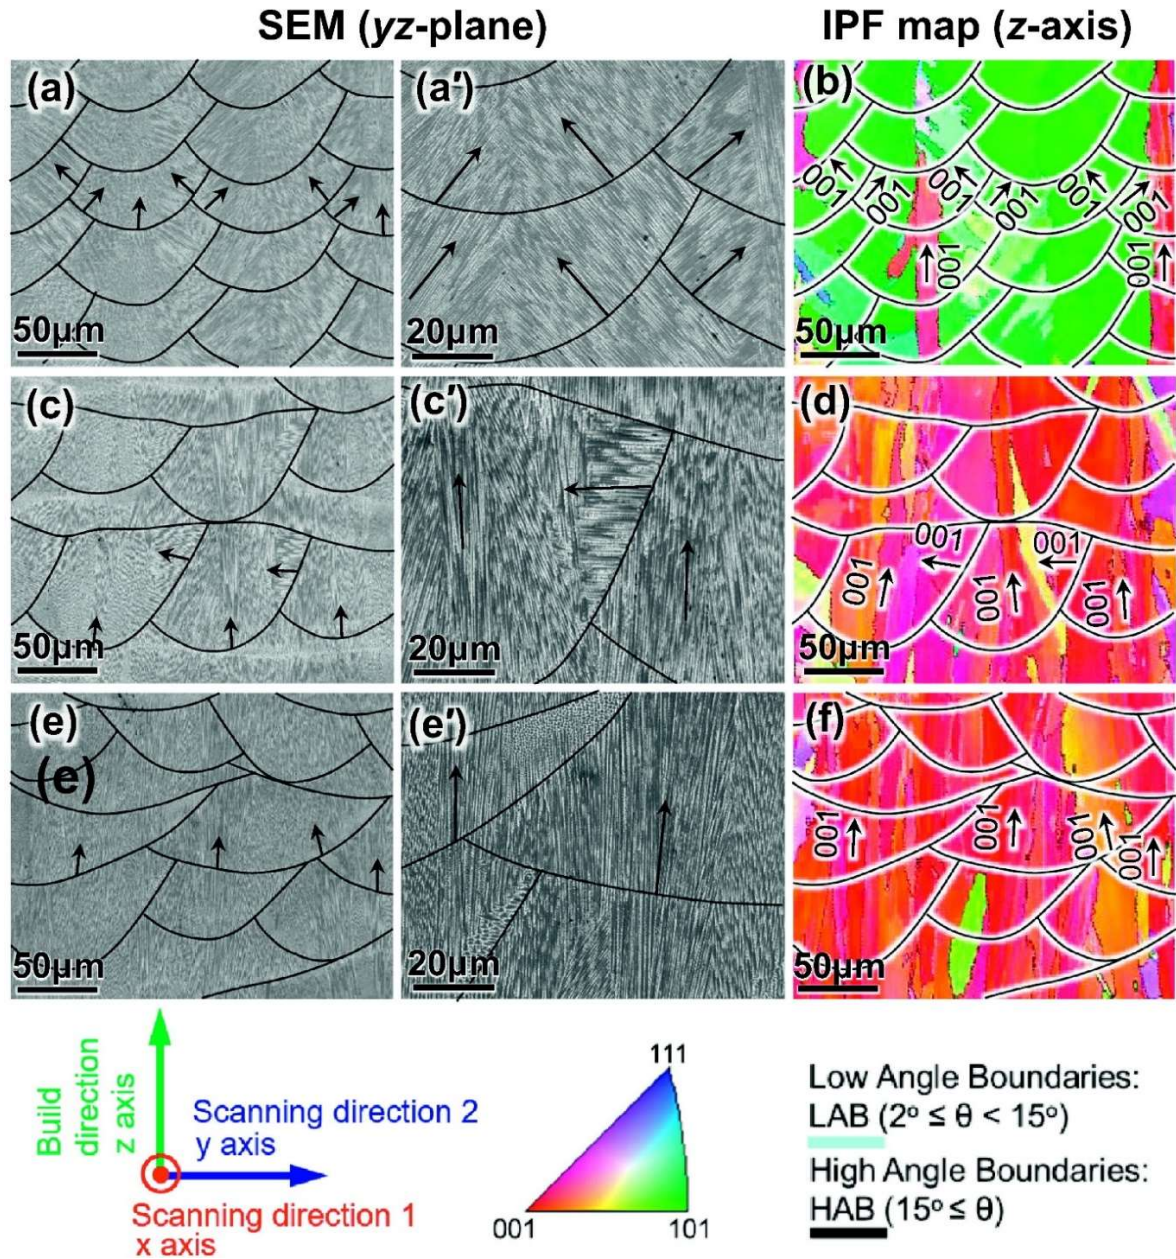 SEM (yz-plane)
IPF map (z-axis)
(a)
50µm
(a′)
20µm
(b)
001
001
001
001
001
001
001
001
50µm
(c)
50µm
(c′)
20µm
(d)
001
001
001
001
001
50µm
(e)
(e)
50µm
(e′)
20µm
(f)
001
001
001
001
50µm
Build
direction
z axis
Scanning direction 2
y axis
Scanning direction 1
x axis
111
001
101
Low Angle Boundaries:
LAB (2° ≤ θ < 15°)
High Angle Boundaries:
HAB (15° ≤ θ)